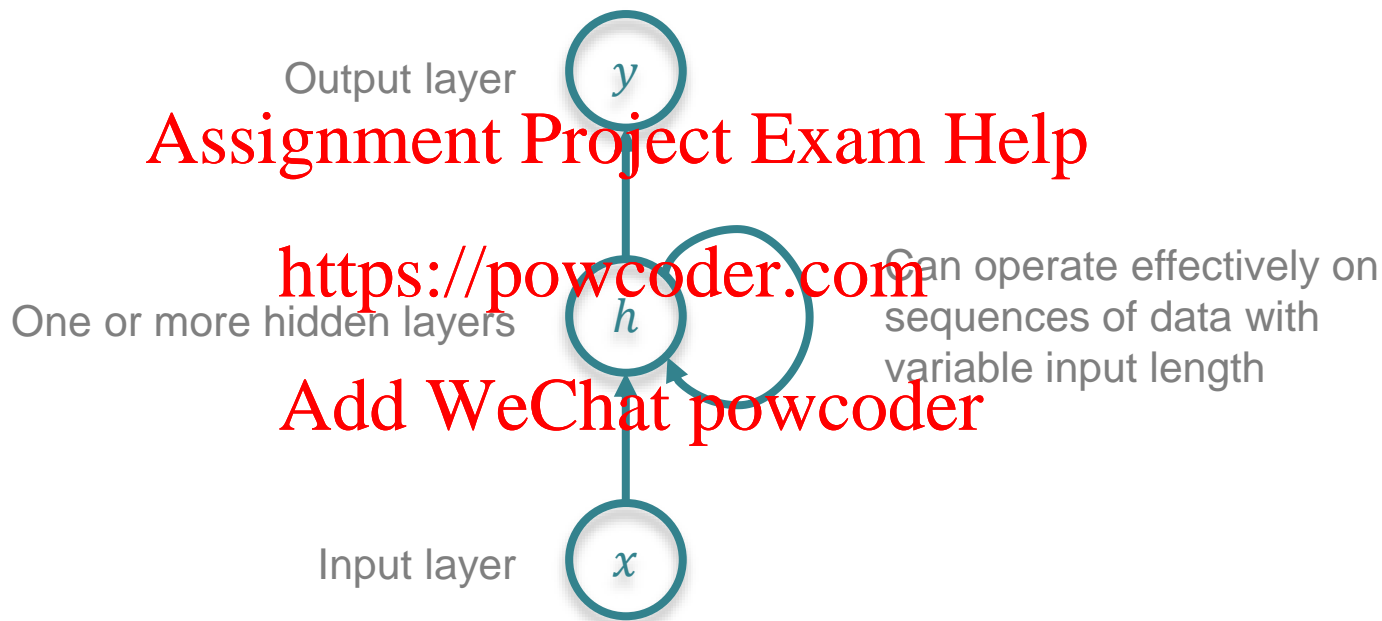 Output layer
y
Assignment Project Exam Help
https://powcoder.com
Can operate effectively on
sequences of data with
variable input length
One or more hidden layers
h
Add WeChat powcoder
Input layer
x